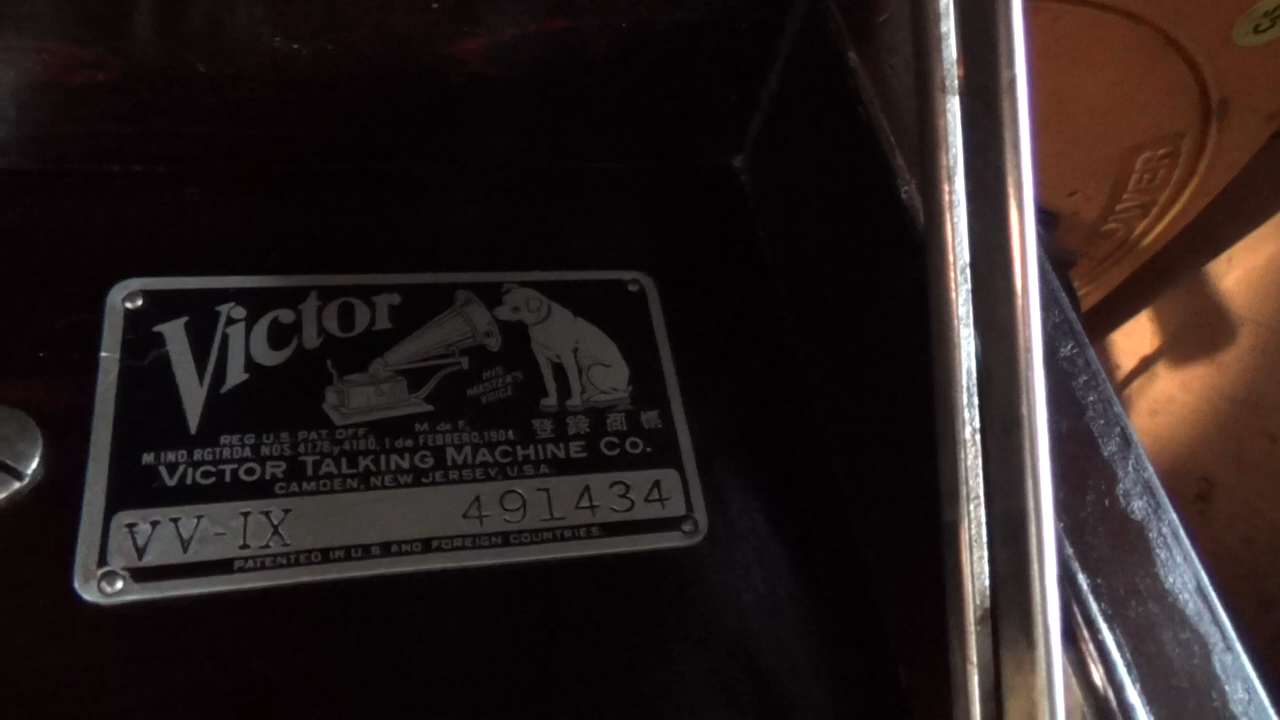 Victor
HIS
MASTER'S
VOICE
REG. U.S. PAT. OFF. M. de F.
M. IND. RGTRDA. NOS. 4176 y 4180, 1 de FEBRERO, 1904.
登錄商標
VICTOR TALKING MACHINE CO.
CAMDEN, NEW JERSEY, U.S.A.
VV-IX 491434
PATENTED IN U.S. AND FOREIGN COUNTRIES.